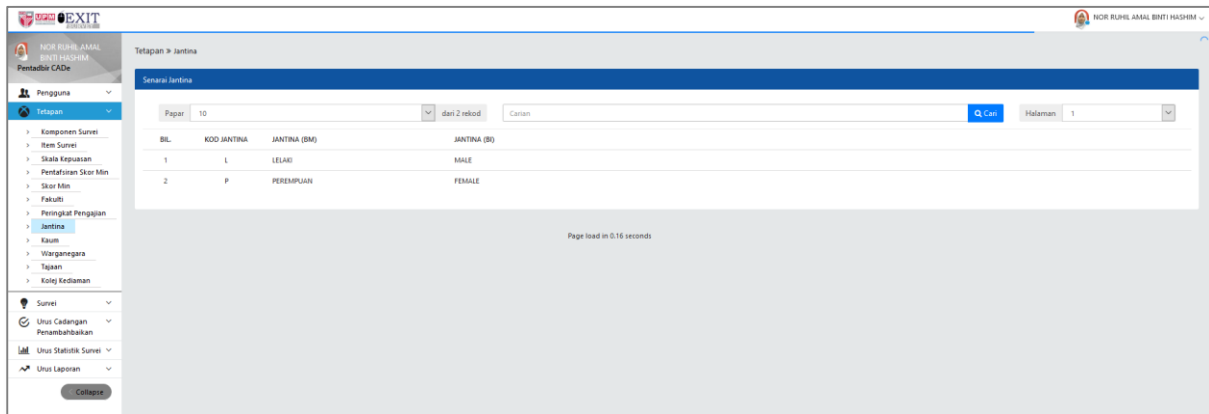 UPM EXIT
NOR RUHIL AMAL BINTI HASHIM
NOR RUHIL AMAL
BINTI HASHIM
Pentadbir CADe
Pengguna
Tetapan
Komponen Survei
Item Survei
Skala Kepuasan
Pentafsiran Skor Min
Skor Min
Fakulti
Peringkat Pengajian
Jantina
Kaum
Warganegara
Tajaan
Kolej Kediaman
Survei
Urus Cadangan
Penambahbaikan
Urus Statistik Survei
Urus Laporan
Collapse
Tetapan » Jantina
Senarai Jantina
Papar 10 dari 2 rekod Carian Cari Halaman 1
BIL. KOD JANTINA JANTINA (BM) JANTINA (BI)
1 L LELAKI MALE
2 P PEREMPUAN FEMALE
Page load in 0.16 seconds